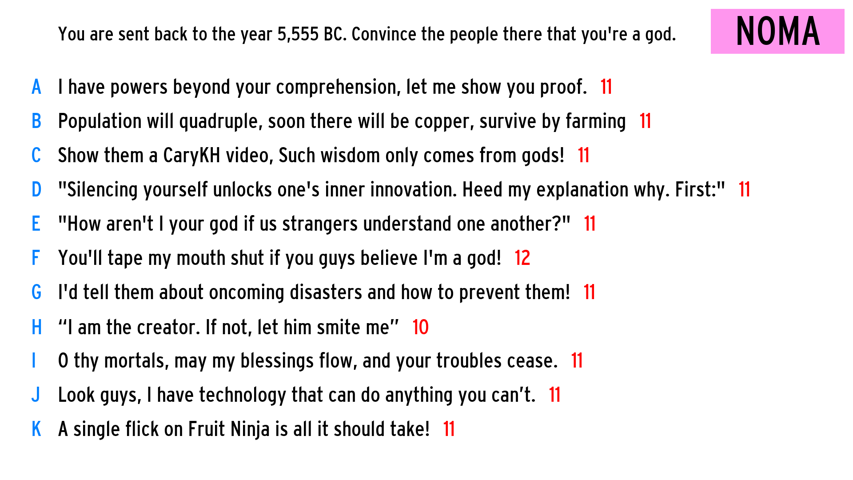 You are sent back to the year 5,555 BC. Convince the people there that you're a god.
NOMA
A I have powers beyond your comprehension, let me show you proof. 11
B Population will quadruple, soon there will be copper, survive by farming 11
C Show them a CaryKH video, Such wisdom only comes from gods! 11
D "Silencing yourself unlocks one's inner innovation. Heed my explanation why. First:" 11
E "How aren't I your god if us strangers understand one another?" 11
F You'll tape my mouth shut if you guys believe I'm a god! 12
G I'd tell them about oncoming disasters and how to prevent them! 11
H “I am the creator. If not, let him smite me” 10
I O thy mortals, may my blessings flow, and your troubles cease. 11
J Look guys, I have technology that can do anything you can’t. 11
K A single flick on Fruit Ninja is all it should take! 11